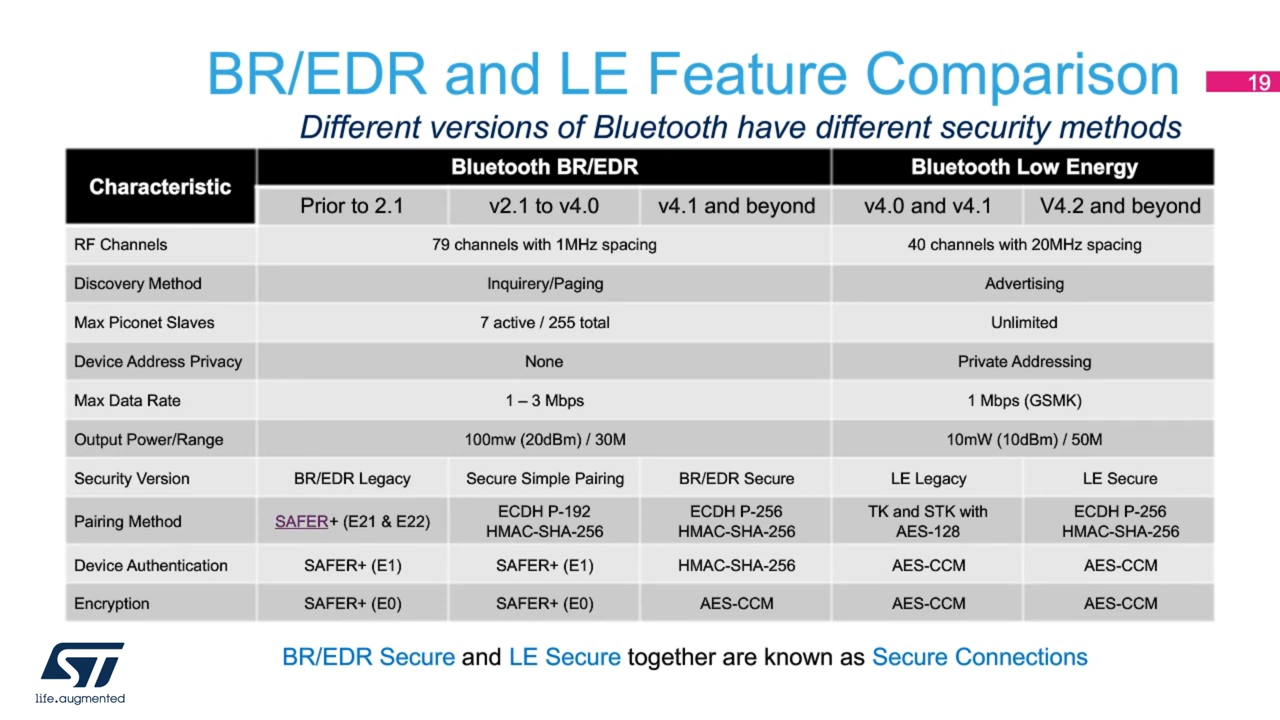 BR/EDR and LE Feature Comparison
19
Different versions of Bluetooth have different security methods
Characteristic Bluetooth BR/EDR Bluetooth Low Energy
Prior to 2.1 v2.1 to v4.0 v4.1 and beyond v4.0 and v4.1 V4.2 and beyond
RF Channels 79 channels with 1MHz spacing 40 channels with 20MHz spacing
Discovery Method Inquirery/Paging Advertising
Max Piconet Slaves 7 active / 255 total Unlimited
Device Address Privacy None Private Addressing
Max Data Rate 1 – 3 Mbps 1 Mbps (GSMK)
Output Power/Range 100mw (20dBm) / 30M 10mW (10dBm) / 50M
Security Version BR/EDR Legacy Secure Simple Pairing BR/EDR Secure LE Legacy LE Secure
Pairing Method SAFER+ (E21 & E22) ECDH P-192 ECDH P-256 TK and STK with ECDH P-256
HMAC-SHA-256 HMAC-SHA-256 AES-128 HMAC-SHA-256
Device Authentication SAFER+ (E1) SAFER+ (E1) HMAC-SHA-256 AES-CCM AES-CCM
Encryption SAFER+ (E0) SAFER+ (E0) AES-CCM AES-CCM AES-CCM
BR/EDR Secure and LE Secure together are known as Secure Connections
ST
life.augmented